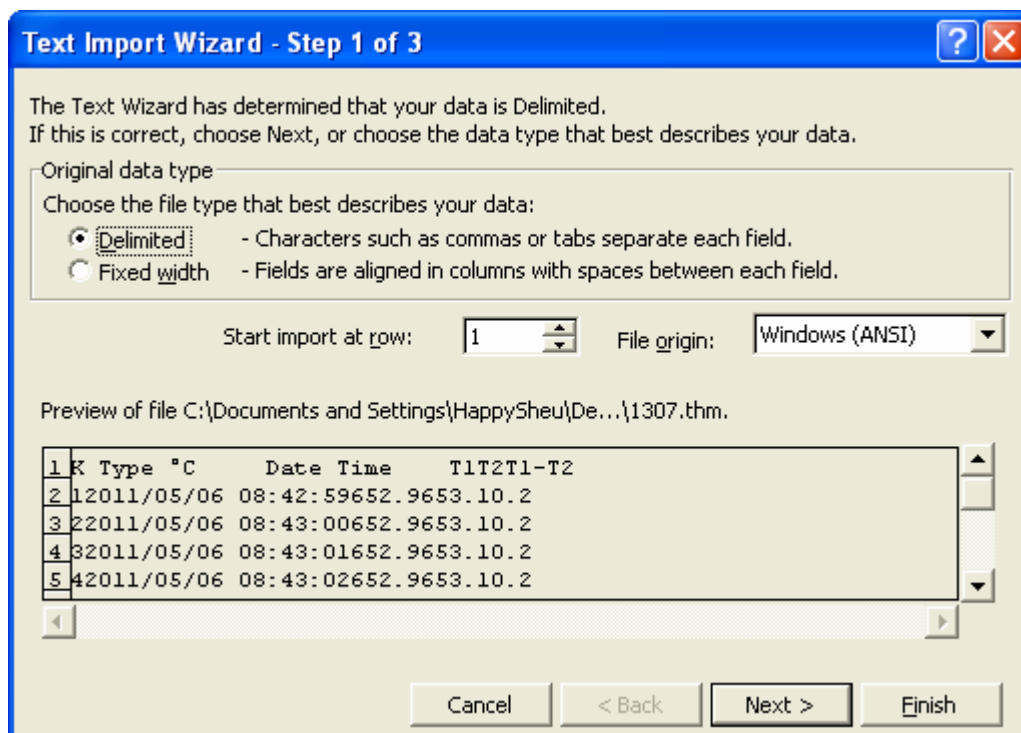 Text Import Wizard - Step 1 of 3
The Text Wizard has determined that your data is Delimited.
If this is correct, choose Next, or choose the data type that best describes your data.
Original data type
Choose the file type that best describes your data:
Delimited - Characters such as commas or tabs separate each field.
Fixed width - Fields are aligned in columns with spaces between each field.
Start import at row: 1 File origin: Windows (ANSI)
Preview of file C:\Documents and Settings\HappySheu\De...\1307.thm.
1 K Type °C Date Time T1T2T1-T2
2 12011/05/06 08:42:59652.9653.10.2
3 22011/05/06 08:43:00652.9653.10.2
4 32011/05/06 08:43:01652.9653.10.2
5 42011/05/06 08:43:02652.9653.10.2
Cancel < Back Next > Finish